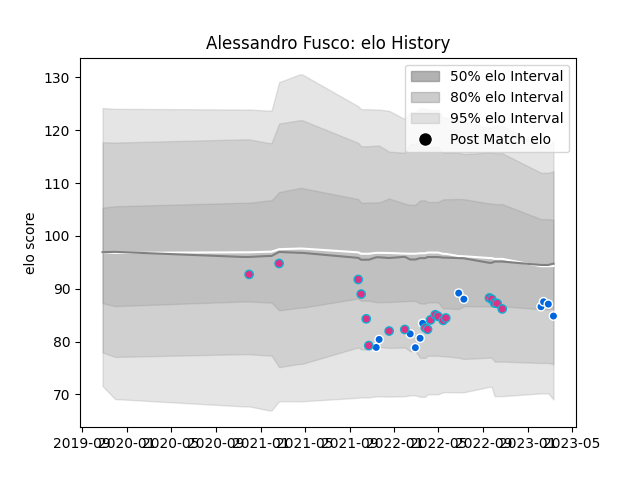 Alessandro Fusco: elo History
50% elo Interval
80% elo Interval
95% elo Interval
Post Match elo
elo score
130
120
110
100
90
80
70
2019-09 2020-01 2020-05 2020-09 2021-01 2021-05 2021-09 2022-01 2022-05 2022-09 2023-01 2023-05